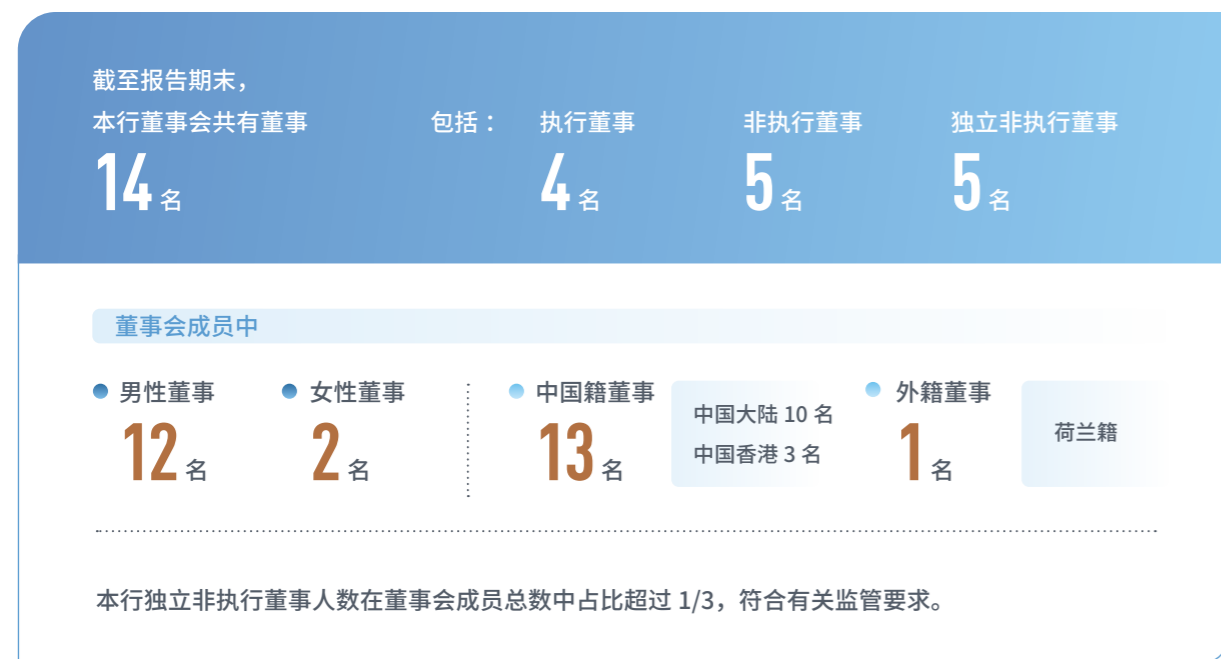 截至报告期末，
本行董事会共有董事
14 名
包括：
执行董事
4 名
非执行董事
5 名
独立非执行董事
5 名
董事会成员中
男性董事
12 名
女性董事
2 名
中国籍董事
13 名
中国大陆 10 名
中国香港 3 名
外籍董事
1 名
荷兰籍
本行独立非执行董事人数在董事会成员总数中占比超过 1/3，符合有关监管要求。